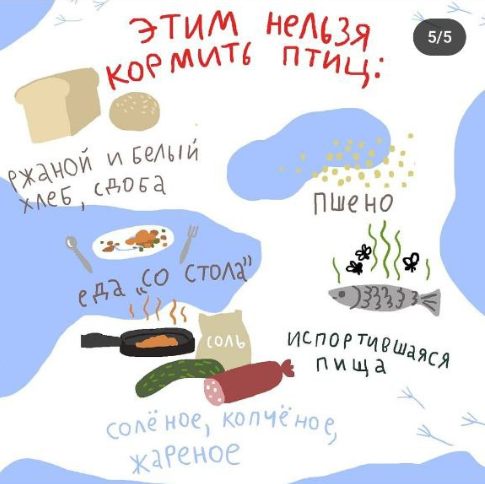 ЭТИМ НЕЛЬЗЯ
КОРМИТЬ ПТИЦ:
5/5
РЖАНОЙ И БЕЛЫЙ
ХЛЕБ, СДОБА
ПШЕНО
ЕДА „СО СТОЛА"
СОЛЬ
ИСПОРТИВШАЯСЯ
ПИЩА
СОЛЁНОЕ, КОПЧЁНОЕ,
ЖАРЕНОЕ